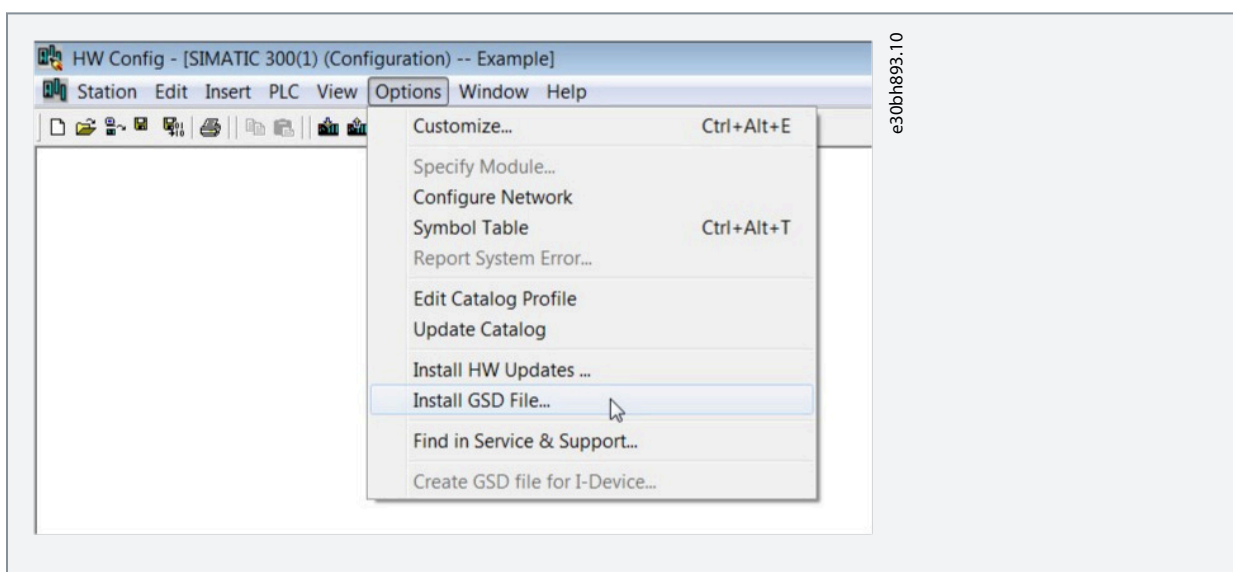 HW Config - [SIMATIC 300(1) (Configuration) -- Example]
Station Edit Insert PLC View Options Window Help
Customize... Ctrl+Alt+E
Specify Module...
Configure Network
Symbol Table Ctrl+Alt+T
Report System Error...
Edit Catalog Profile
Update Catalog
Install HW Updates ...
Install GSD File...
Find in Service & Support...
Create GSD file for I-Device...
e30bh893.10